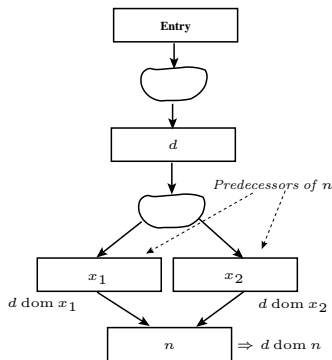 Entry
d
Predecessors of n
x₁ x₂
d dom x₁ d dom x₂
n ⇒ d dom n